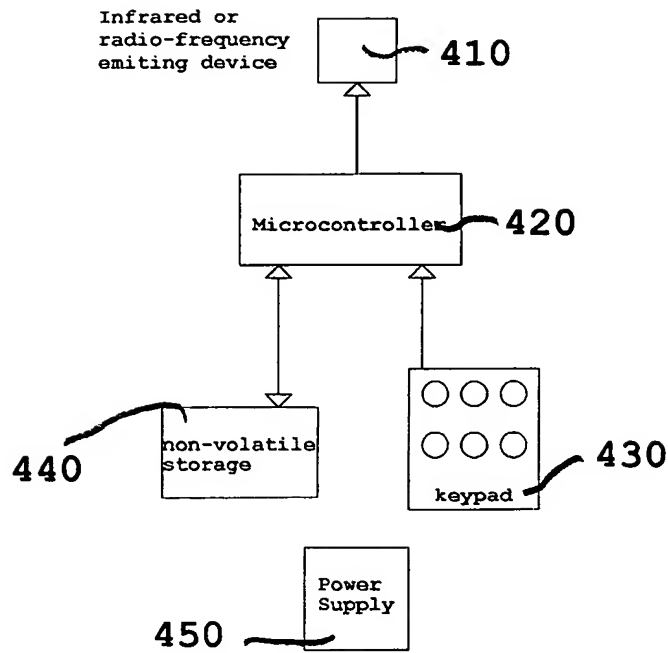 Infrared or
radio-frequency
emiting device
410
Microcontroller
420
440
non-volatile
storage
430
keypad
Power
Supply
450